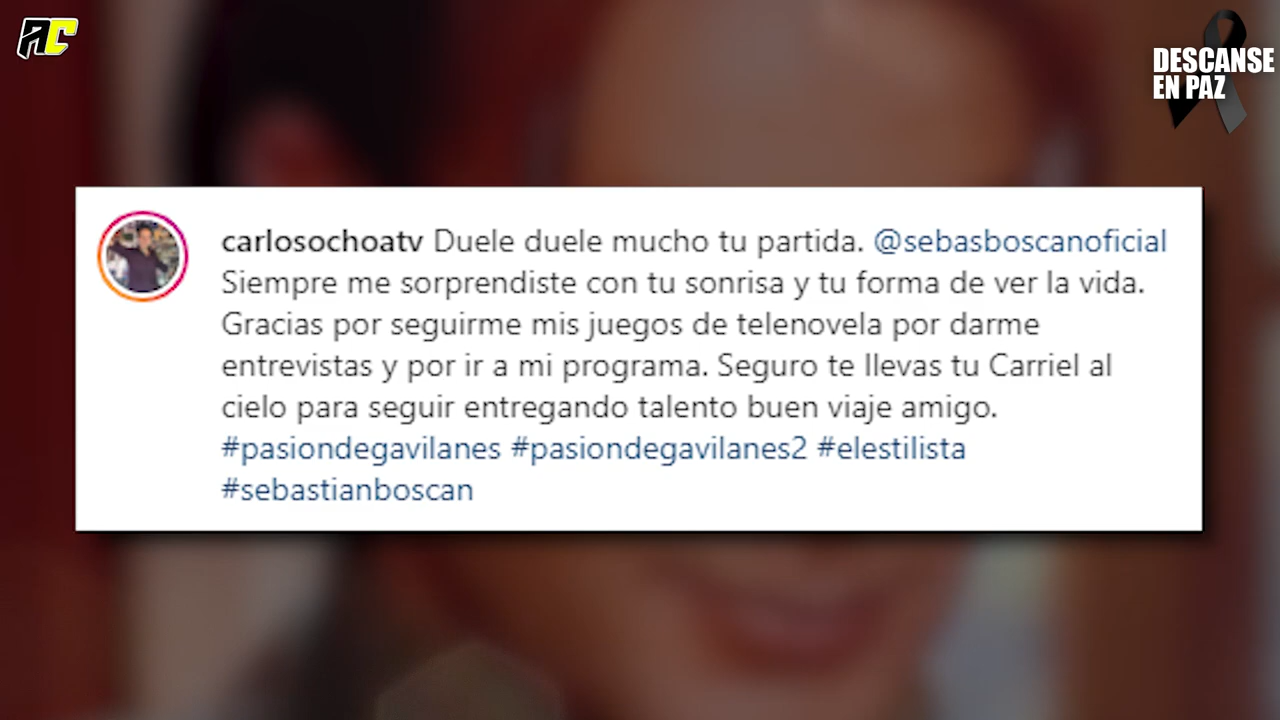 AC
DESCANSE
EN PAZ
carlosochoatv Duele duele mucho tu partida. @sebasboscanoficial
Siempre me sorprendiste con tu sonrisa y tu forma de ver la vida.
Gracias por seguirme mis juegos de telenovela por darme
entrevistas y por ir a mi programa. Seguro te llevas tu Carriel al
cielo para seguir entregando talento buen viaje amigo.
#pasiondegavilanes #pasiondegavilanes2 #elestilista
#sebastianboscan